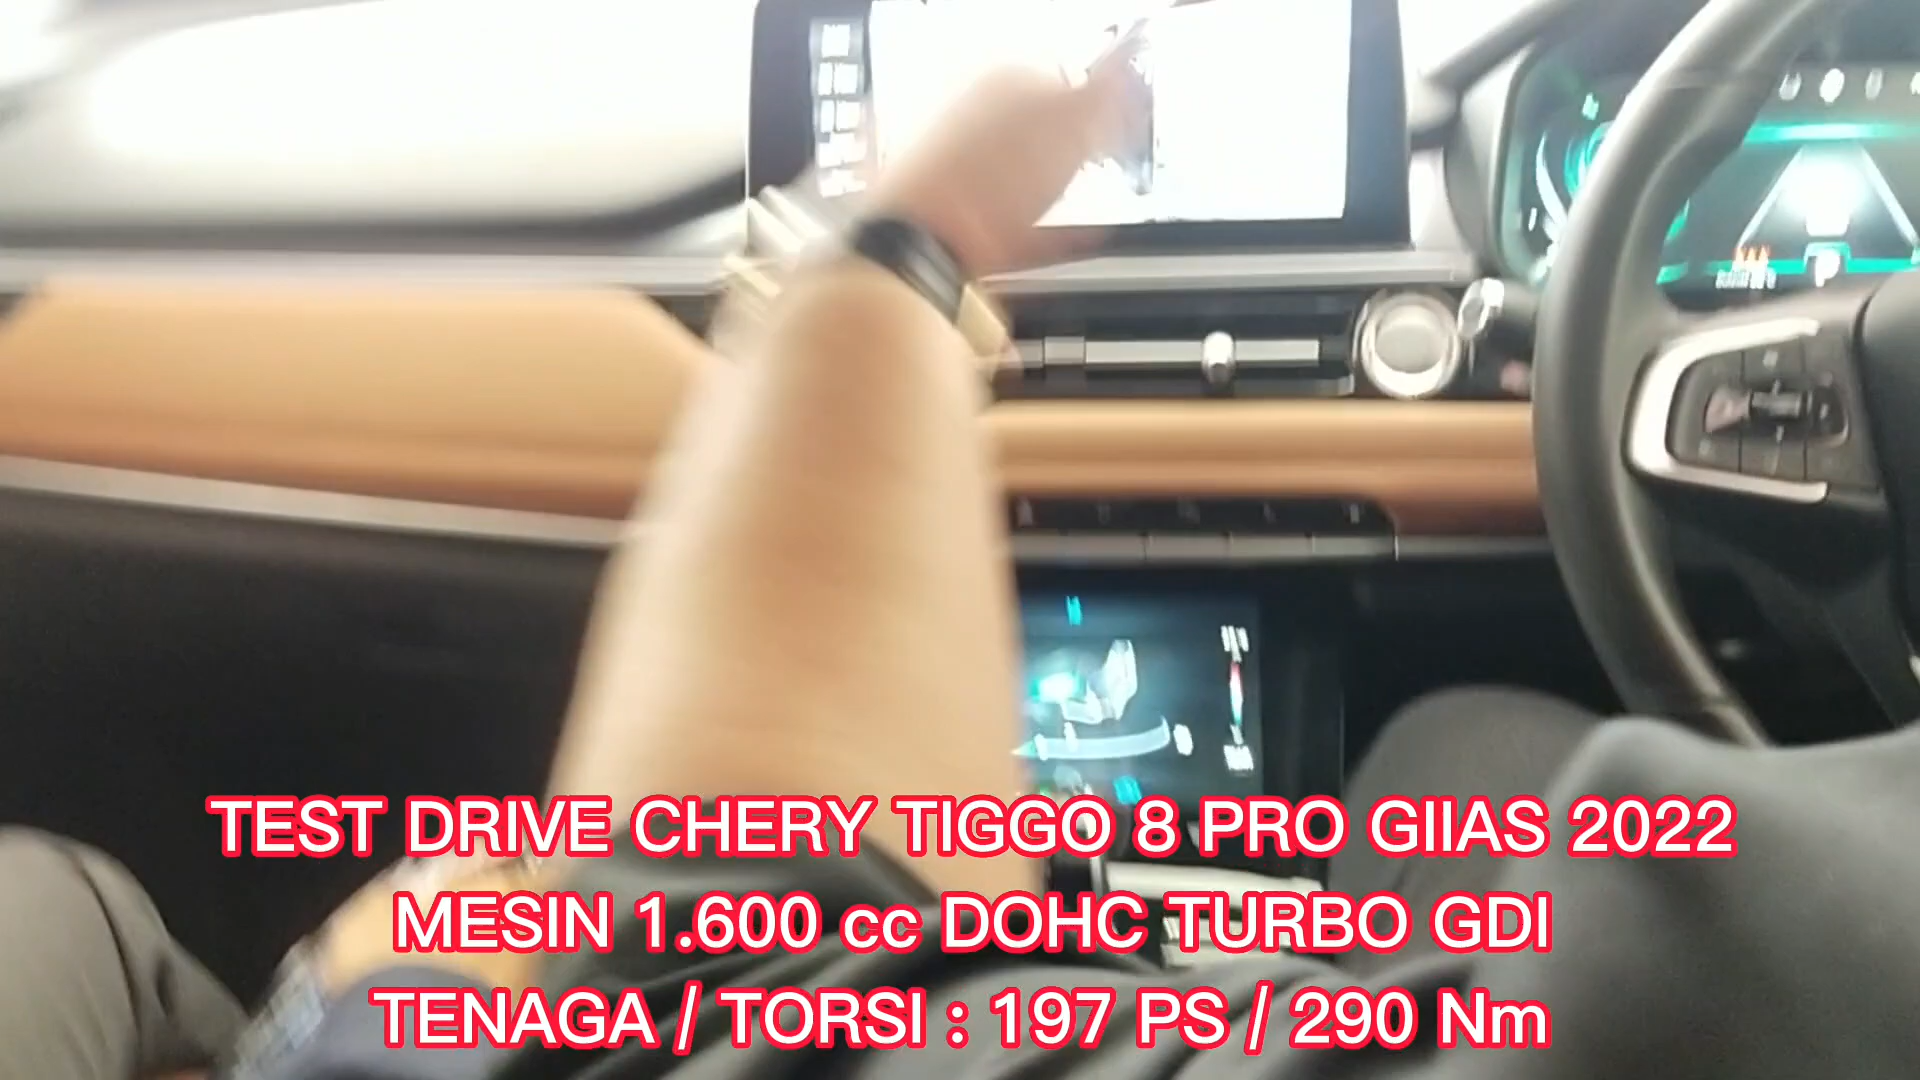 TEST DRIVE CHERY TIGGO 8 PRO GIIAS 2022
MESIN 1.600 cc DOHC TURBO GDI
TENAGA / TORSI : 197 PS / 290 Nm